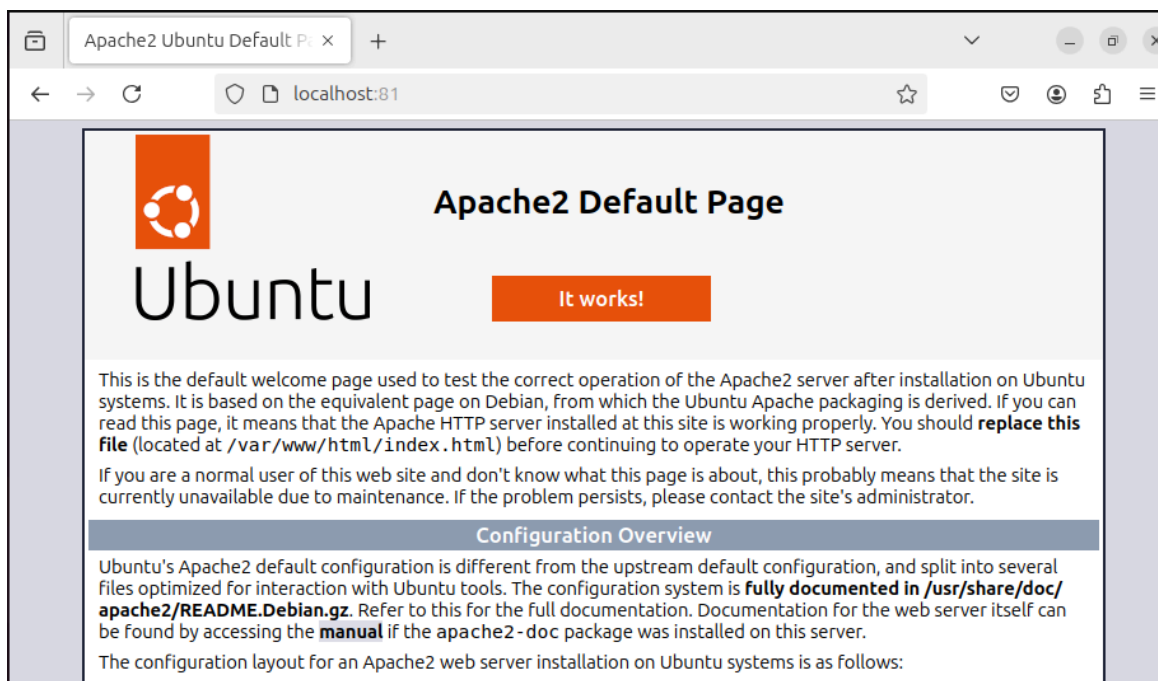 Apache2 Ubuntu Default Pa
localhost:81
Apache2 Default Page
Ubuntu
It works!
This is the default welcome page used to test the correct operation of the Apache2 server after installation on Ubuntu
systems. It is based on the equivalent page on Debian, from which the Ubuntu Apache packaging is derived. If you can
read this page, it means that the Apache HTTP server installed at this site is working properly. You should replace this
file (located at /var/www/html/index.html) before continuing to operate your HTTP server.
If you are a normal user of this web site and don't know what this page is about, this probably means that the site is
currently unavailable due to maintenance. If the problem persists, please contact the site's administrator.
Configuration Overview
Ubuntu's Apache2 default configuration is different from the upstream default configuration, and split into several
files optimized for interaction with Ubuntu tools. The configuration system is fully documented in /usr/share/doc/
apache2/README.Debian.gz. Refer to this for the full documentation. Documentation for the web server itself can
be found by accessing the manual if the apache2-doc package was installed on this server.
The configuration layout for an Apache2 web server installation on Ubuntu systems is as follows: